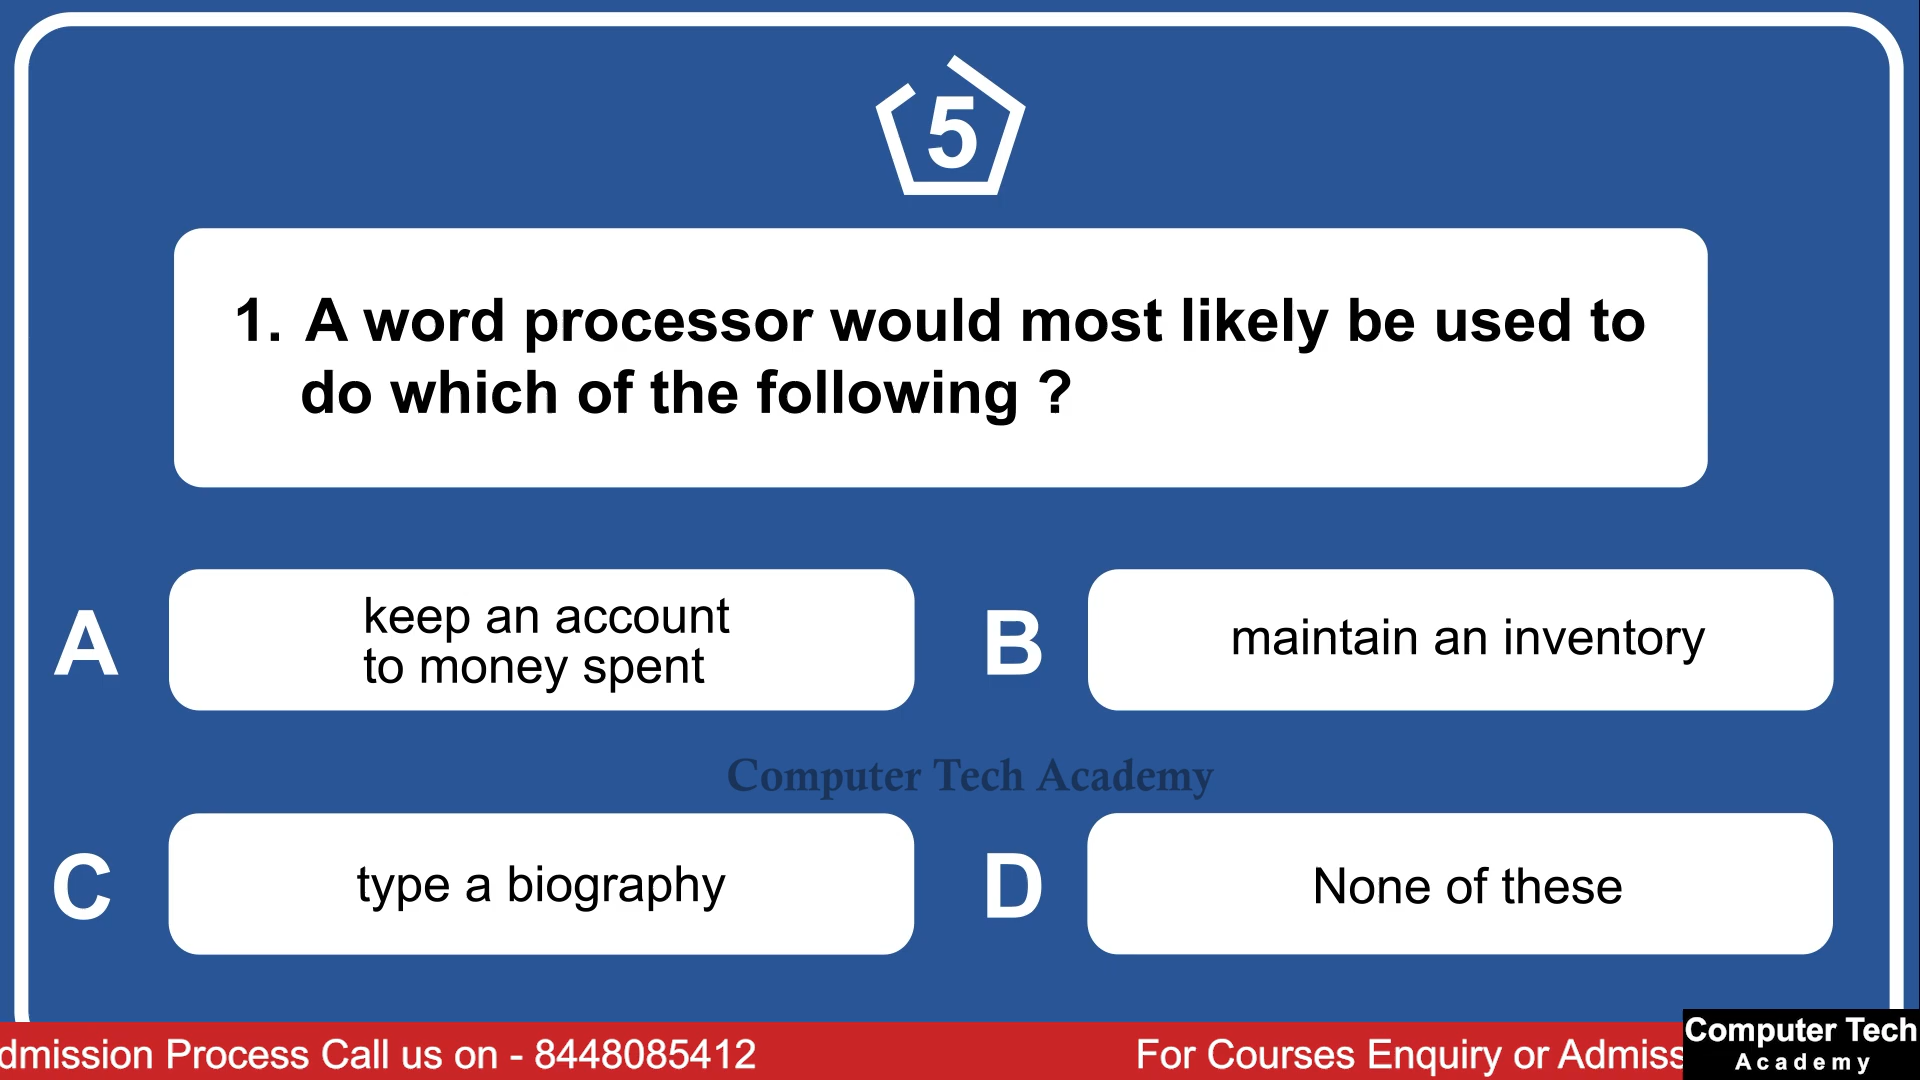 5
1. A word processor would most likely be used to
do which of the following ?
A
keep an account
to money spent
B
maintain an inventory
Computer Tech Academy
C
type a biography
D
None of these
dmission Process Call us on - 8448085412
For Courses Enquiry or Admiss
Computer Tech
Academy